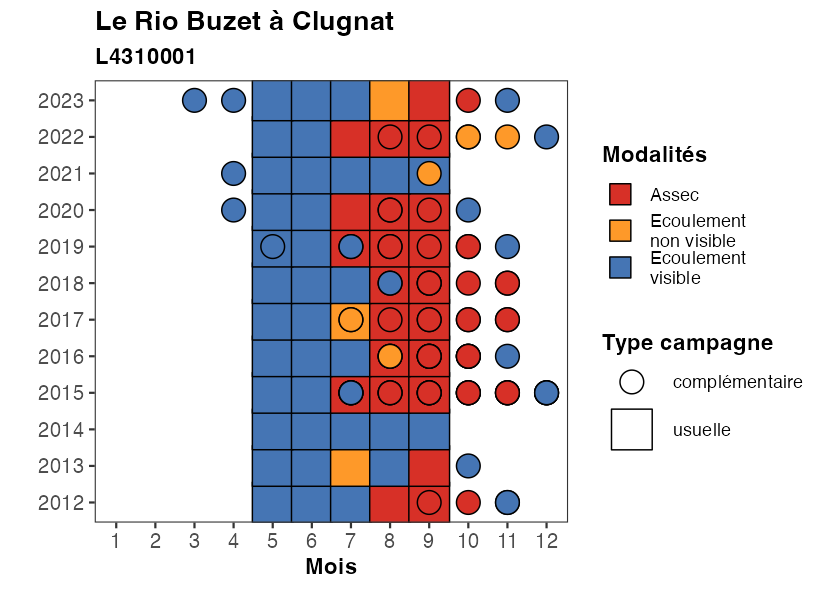 Le Rio Buzet à Clugnat
L4310001
2023
2022
2021
2020
2019
2018
2017
2016
2015
2014
2013
2012
1 2 3 4 5 6 7 8 9 10 11 12
Mois
Modalités
Assec
Ecoulement
non visible
Ecoulement
visible
Type campagne
complémentaire
usuelle